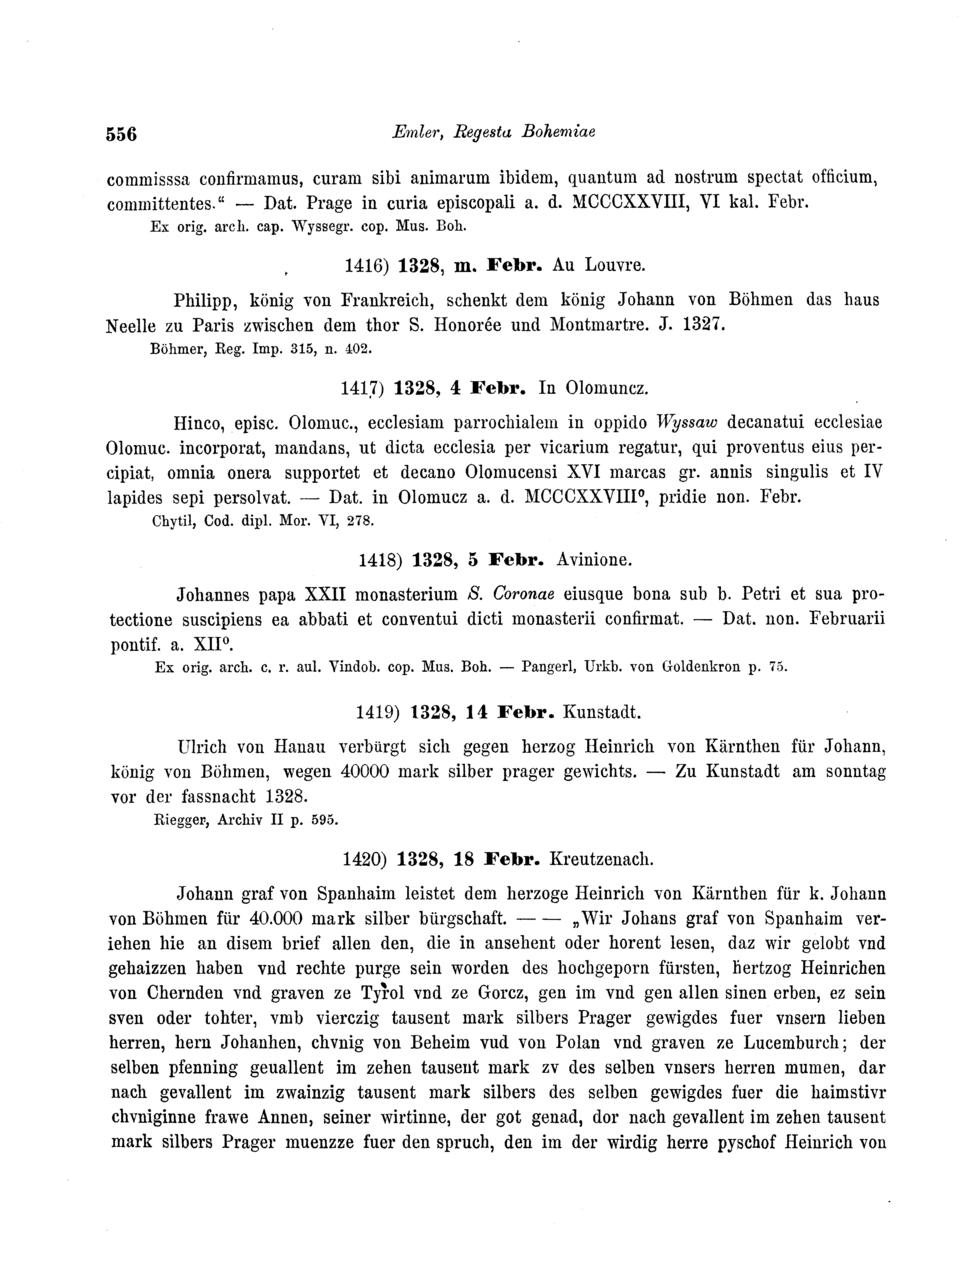 556 Emler, Regesta Bohemiae
commisssa confirmamus, curam sibi animarum ibidem, quantum ad nostrum spectat officium,
committentes.“ — Dat. Prage in curia episcopali a. d. MCCCXXVIII, VI kal. Febr.
Ex orig. arch. cap. Wyssegr. cop. Mus. Boh.
1416) 1328, m. Febr. Au Louvre.
Philipp, könig von Frankreich, schenkt dem könig Johann von Böhmen das haus
Neelle zu Paris zwischen dem thor S. Honorée und Montmartre. J. 1327.
Böhmer, Reg. Imp. 315, n. 402.
1417) 1328, 4 Febr. In Olomuncz.
Hinco, episc. Olomuc., ecclesiam parrochialem in oppido Wyssaw decanatui ecclesiae
Olomuc. incorporat, mandans, ut dicta ecclesia per vicarium regatur, qui proventus eius per-
cipiat, omnia onera supportet et decano Olomucensi XVI marcas gr. annis singulis et IV
lapides sepi persolvat. — Dat. in Olomucz a. d. MCCCXXVIII⁰, pridie non. Febr.
Chytil, Cod. dipl. Mor. VI, 278.
1418) 1328, 5 Febr. Avinione.
Johannes papa XXII monasterium S. Coronae eiusque bona sub b. Petri et sua pro-
tectione suscipiens ea abbati et conventui dicti monasterii confirmat. — Dat. non. Februarii
pontif. a. XII⁰.
Ex orig. arch. c. r. aul. Vindob. cop. Mus. Boh. — Pangerl, Urkb. von Goldenkron p. 75.
1419) 1328, 14 Febr. Kunstadt.
Ulrich von Hanau verbürgt sich gegen herzog Heinrich von Kärnthen für Johann,
könig von Böhmen, wegen 40000 mark silber prager gewichts. — Zu Kunstadt am sonntag
vor der fassnacht 1328.
Riegger, Archiv II p. 595.
1420) 1328, 18 Febr. Kreutzenach.
Johann graf von Spanhaim leistet dem herzoge Heinrich von Kärnthen für k. Johann
von Böhmen für 40.000 mark silber bürgschaft. — — „Wir Johans graf von Spanhaim ver-
iehen hie an disem brief allen den, die in ansehent oder horent lesen, daz wir gelobt vnd
gehaizzen haben vnd rechte purge sein worden des hochgeporn fürsten, hertzog Heinrichen
von Chernden vnd graven ze Tyrol vnd ze Gorcz, gen im vnd gen allen sinen erben, ez sein
sven oder tohter, vmb vierczig tausent mark silbers Prager gewigdes fuer vnsern lieben
herren, hern Johanhen, chvnig von Beheim vud von Polan vnd graven ze Lucemburch; der
selben pfenning geuallent im zehen tausent mark zv des selben vnsers herren mumen, dar
nach gevallent im zwainzig tausent mark silbers des selben gewigdes fuer die haimstivr
chvniginne frawe Annen, seiner wirtinne, der got genad, dor nach gevallent im zehen tausent
mark silbers Prager muenzze fuer den spruch, den im der wirdig herre pyschof Heinrich von